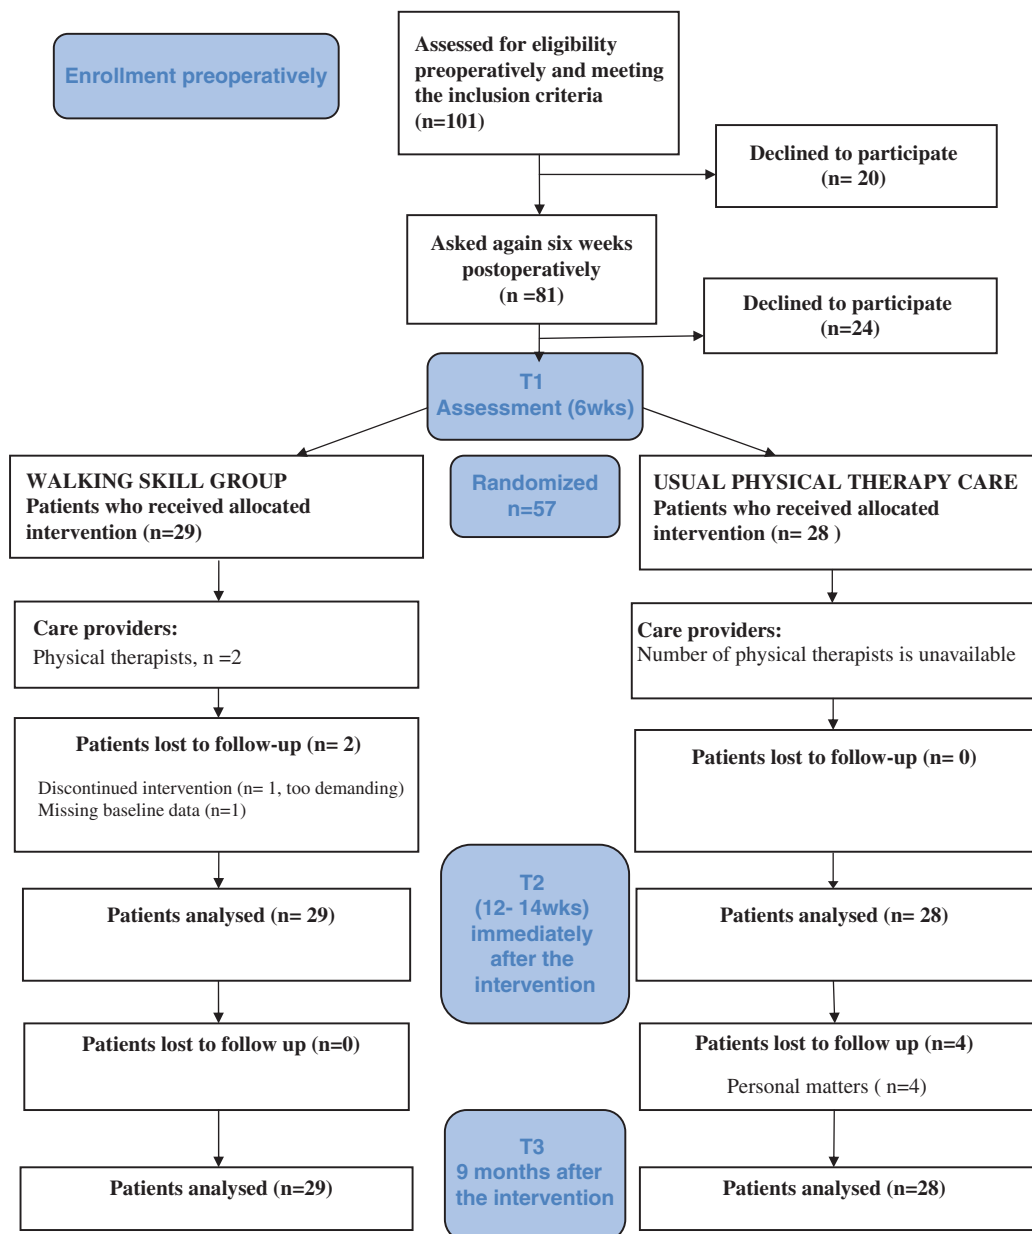 Enrollment preoperatively
Assessed for eligibility
preoperatively and meeting
the inclusion criteria
(n=101)
Declined to participate
(n= 20)
Asked again six weeks
postoperatively
(n =81)
Declined to participate
(n=24)
T1
Assessment (6wks)
WALKING SKILL GROUP
Patients who received allocated
intervention (n=29)
Randomized
n=57
USUAL PHYSICAL THERAPY CARE
Patients who received allocated
intervention (n= 28 )
Care providers:
Physical therapists, n =2
Care providers:
Number of physical therapists is unavailable
Patients lost to follow-up (n= 2)
Discontinued intervention (n= 1, too demanding)
Missing baseline data (n=1)
Patients lost to follow-up (n= 0)
T2
(12- 14wks)
immediately
after the
intervention
Patients analysed (n= 29)
Patients analysed (n= 28)
Patients lost to follow up (n=0)
Patients lost to follow up (n=4)
Personal matters ( n=4)
T3
9 months after
the intervention
Patients analysed (n=29)
Patients analysed (n=28)